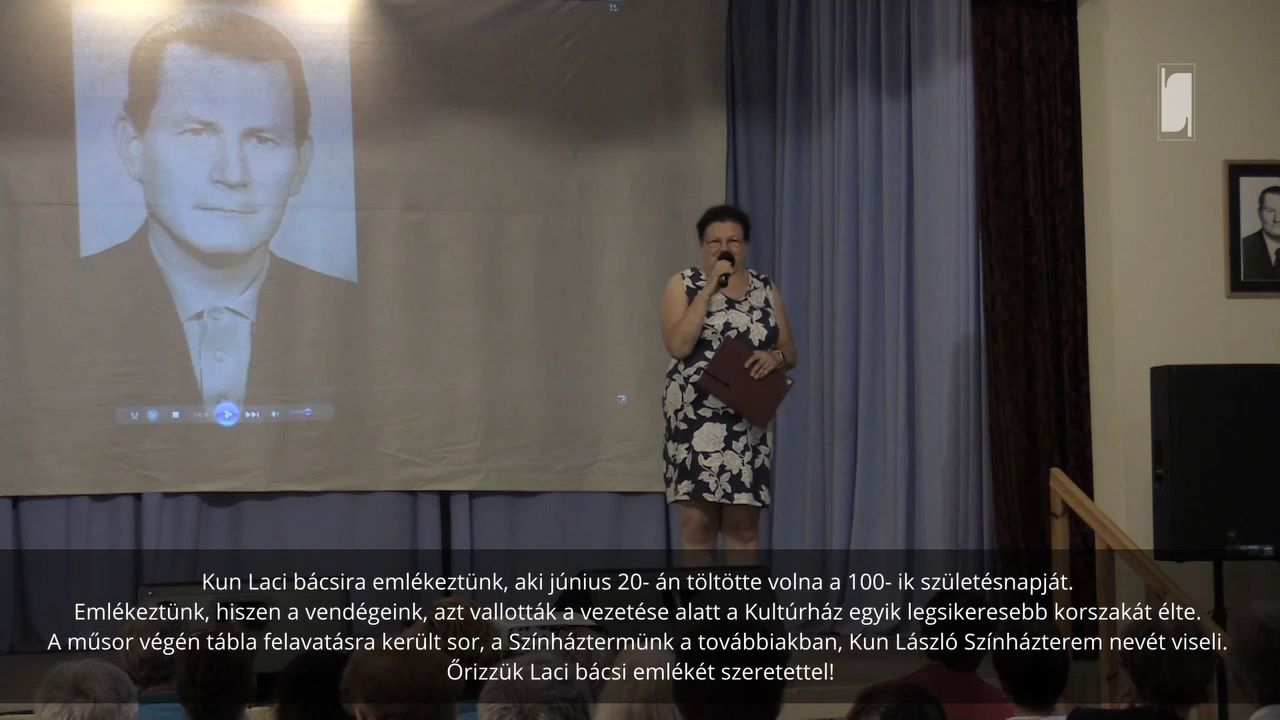 Kun Laci bácsira emlékeztünk, aki június 20- án töltötte volna a 100- ik születésnapját.
Emlékeztünk, hiszen a vendégeink, azt vallották a vezetése alatt a Kultúrház egyik legsikeresebb korszakát élte.
A műsor végén tábla felavatásra került sor, a Színháztermünk a továbbiakban, Kun László Színházterem nevét viseli.
Őrizzük Laci bácsi emlékét szeretettel!